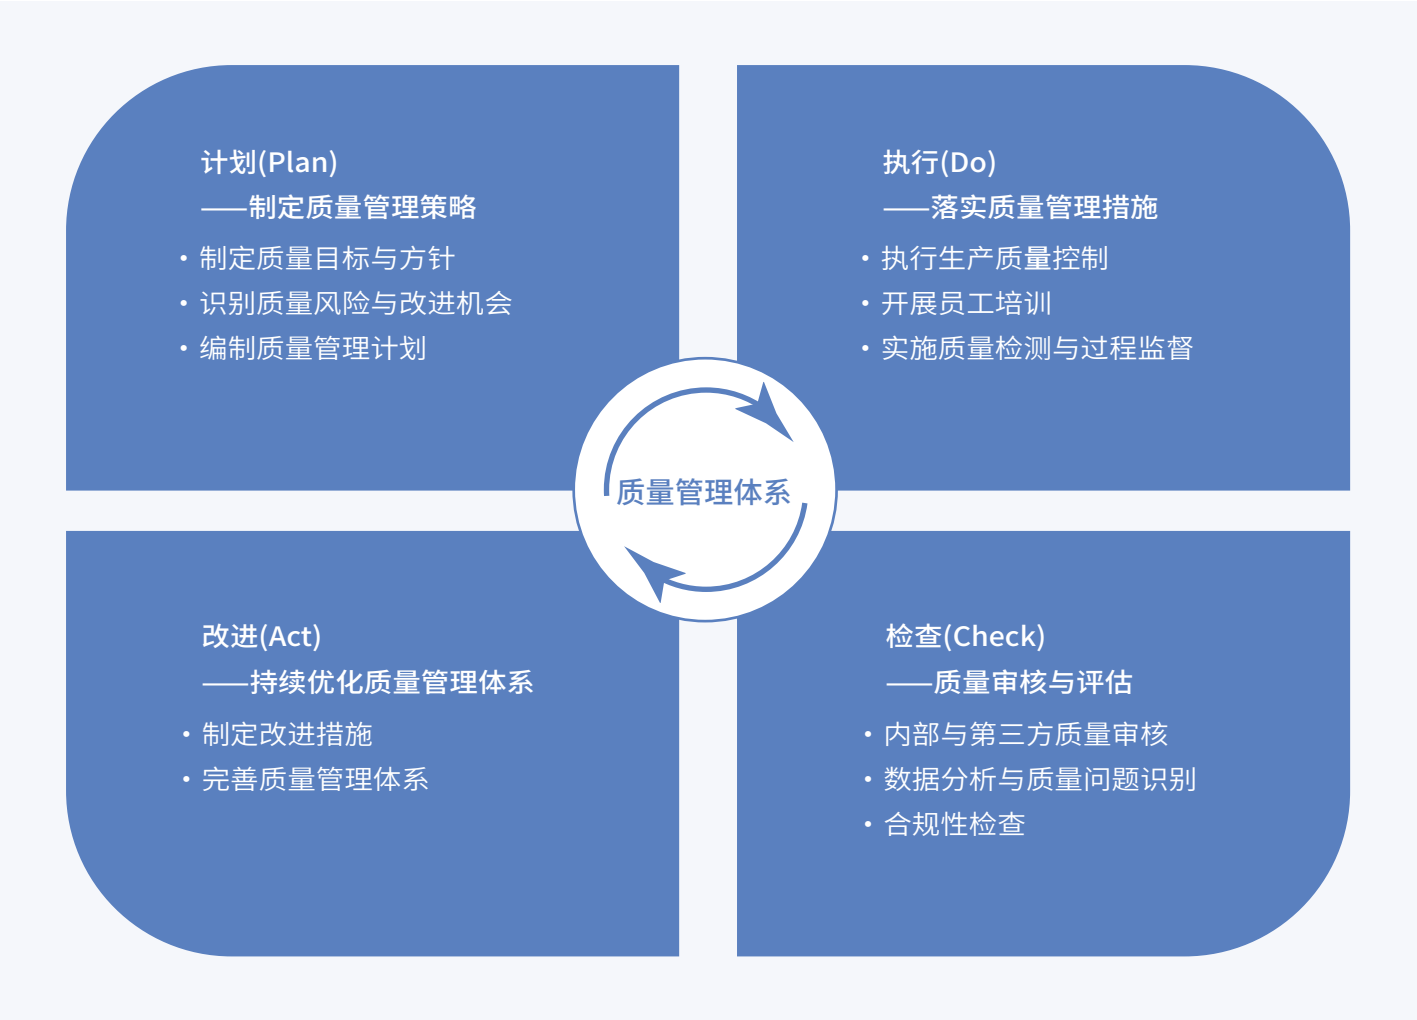 计划(Plan)
——制定质量管理策略
· 制定质量目标与方针
· 识别质量风险与改进机会
· 编制质量管理计划
执行(Do)
——落实质量管理措施
· 执行生产质量控制
· 开展员工培训
· 实施质量检测与过程监督
质量管理体系
改进(Act)
——持续优化质量管理体系
· 制定改进措施
· 完善质量管理体系
检查(Check)
——质量审核与评估
· 内部与第三方质量审核
· 数据分析与质量问题识别
· 合规性检查